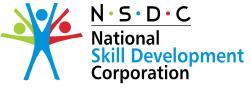 N·S·D·C
National
Skill Development
Corporation